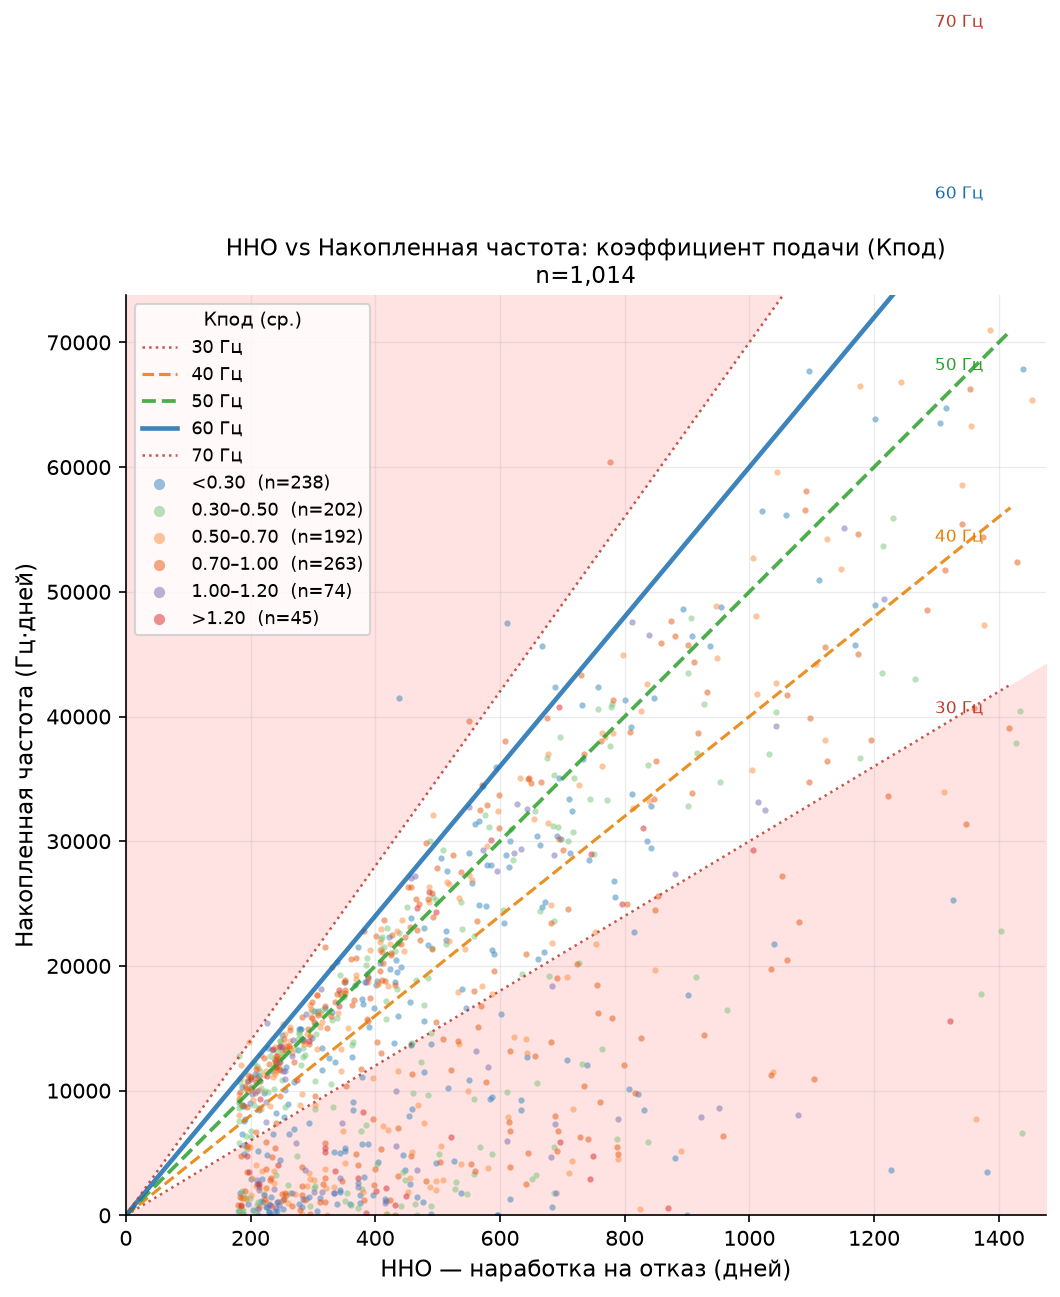 70 Гц
60 Гц
ННО vs Накопленная частота: коэффициент подачи (Кпод)
n=1,014
Кпод (ср.)
30 Гц
40 Гц
50 Гц
60 Гц
70 Гц
<0.30 (n=238)
0.30–0.50 (n=202)
0.50–0.70 (n=192)
0.70–1.00 (n=263)
1.00–1.20 (n=74)
>1.20 (n=45)
50 Гц
40 Гц
30 Гц
Накопленная частота (Гц·дней)
70000
60000
50000
40000
30000
20000
10000
0
0 200 400 600 800 1000 1200 1400
ННО — наработка на отказ (дней)